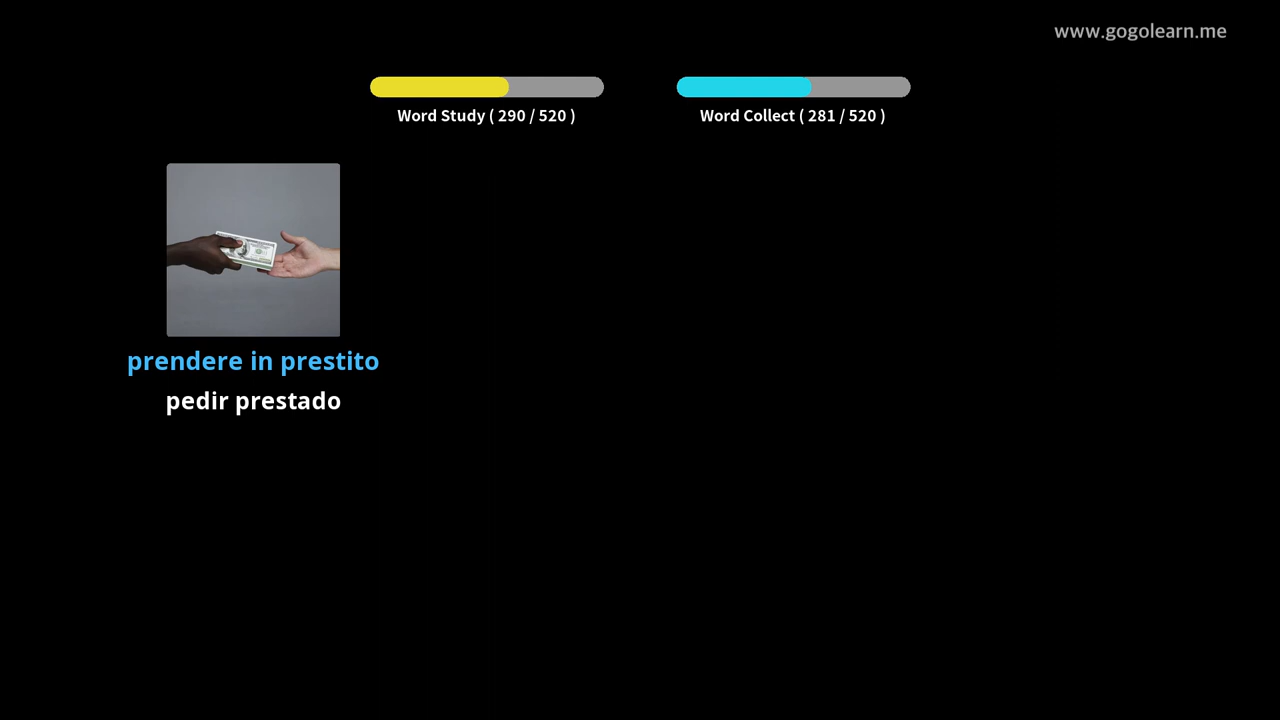 www.gogolearn.me
Word Study ( 290 / 520 )
Word Collect ( 281 / 520 )
prendere in prestito
pedir prestado